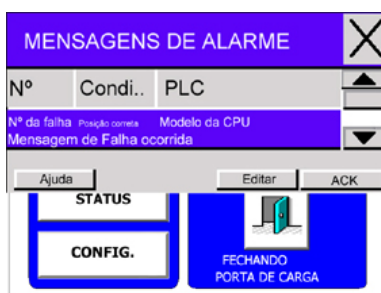 MENSAGENS DE ALARME
Nº Condi.. PLC
Nº da falha Posição correta Modelo da CPU
Mensagem de Falha ocorrida
Ajuda Editar ACK
STATUS
CONFIG.
FECHANDO
PORTA DE CARGA